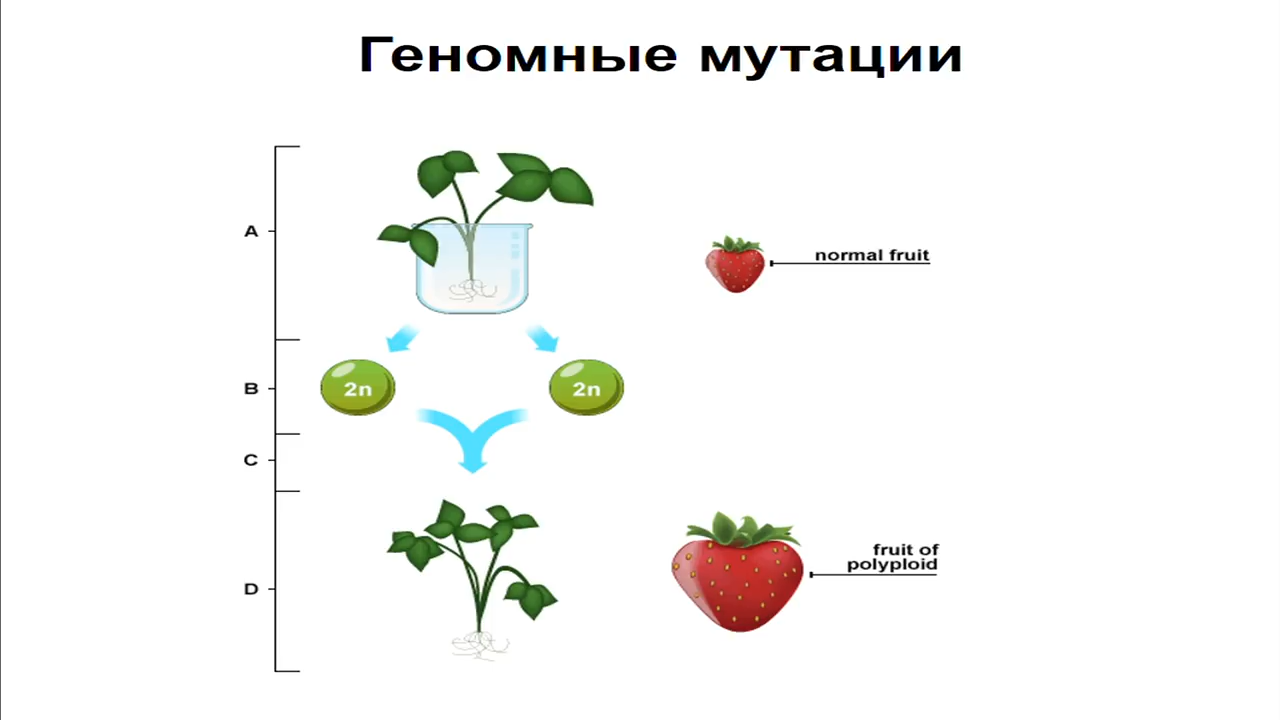 Геномные мутации
A
normal fruit
B
2n
2n
C
D
fruit of
polyploid